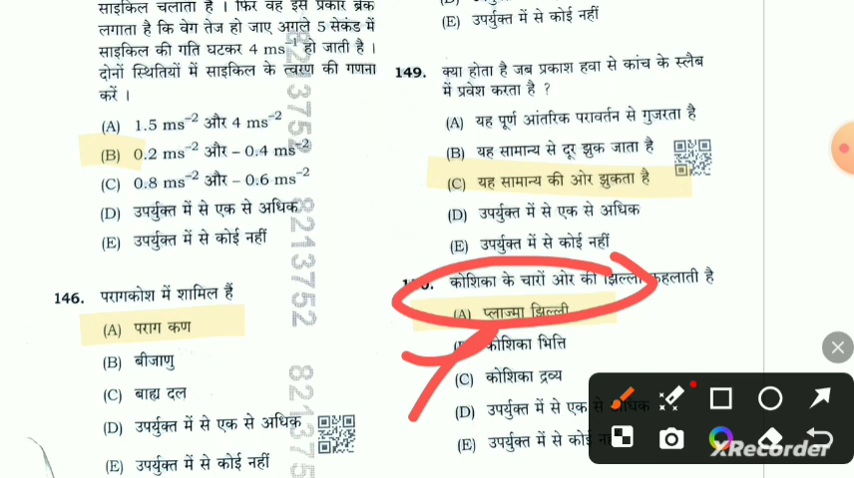 साइकिल चलाता है । फिर वह इस प्रकार ब्रेक
लगाता है कि वेग तेज हो जाए अगले 5 सेकंड में
साइकिल की गति घटकर 4 ms⁻¹ हो जाती है ।
दोनों स्थितियों में साइकिल के त्वरण की गणना
करें ।
(A) 1.5 ms⁻² और 4 ms⁻²
(B) 0.2 ms⁻² और – 0.4 ms⁻²
(C) 0.8 ms⁻² और – 0.6 ms⁻²
(D) उपर्युक्त में से एक से अधिक
(E) उपर्युक्त में से कोई नहीं
146. परागकोश में शामिल हैं
(A) पराग कण
(B) बीजाणु
(C) बाह्य दल
(D) उपर्युक्त में से एक से अधिक
(E) उपर्युक्त में से कोई नहीं
8213752
8213752
821375
(E) उपर्युक्त में से कोई नहीं
149. क्या होता है जब प्रकाश हवा से कांच के स्लैब
में प्रवेश करता है ?
(A) यह पूर्ण आंतरिक परावर्तन से गुजरता है
(B) यह सामान्य से दूर झुक जाता है
(C) यह सामान्य की ओर झुकता है
(D) उपर्युक्त में से एक से अधिक
(E) उपर्युक्त में से कोई नहीं
कोशिका के चारों ओर की झिल्ली कहलाती है
(A) प्लाज्मा झिल्ली
कोशिका भित्ति
(C) कोशिका द्रव्य
(D) उपर्युक्त में से एक से अधिक
(E) उपर्युक्त में से कोई
XRecorder